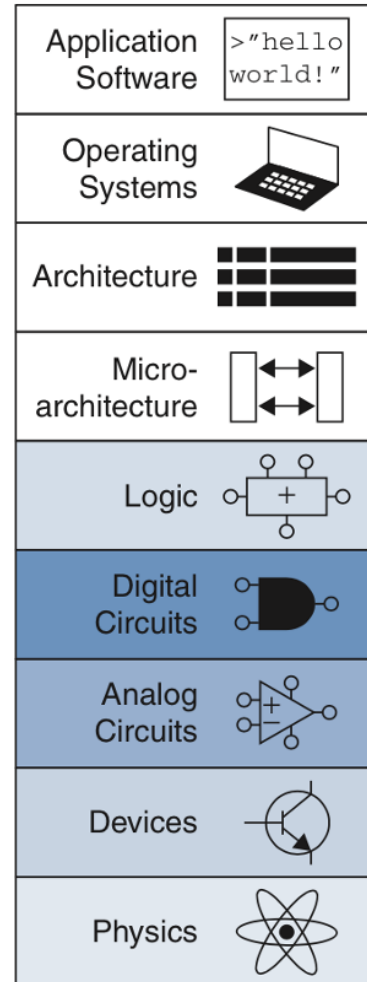 Application
Software
>"hello
world!"
Operating
Systems
Architecture
Micro-
architecture
Logic
+
Digital
Circuits
Analog
Circuits
+
−
Devices
Physics